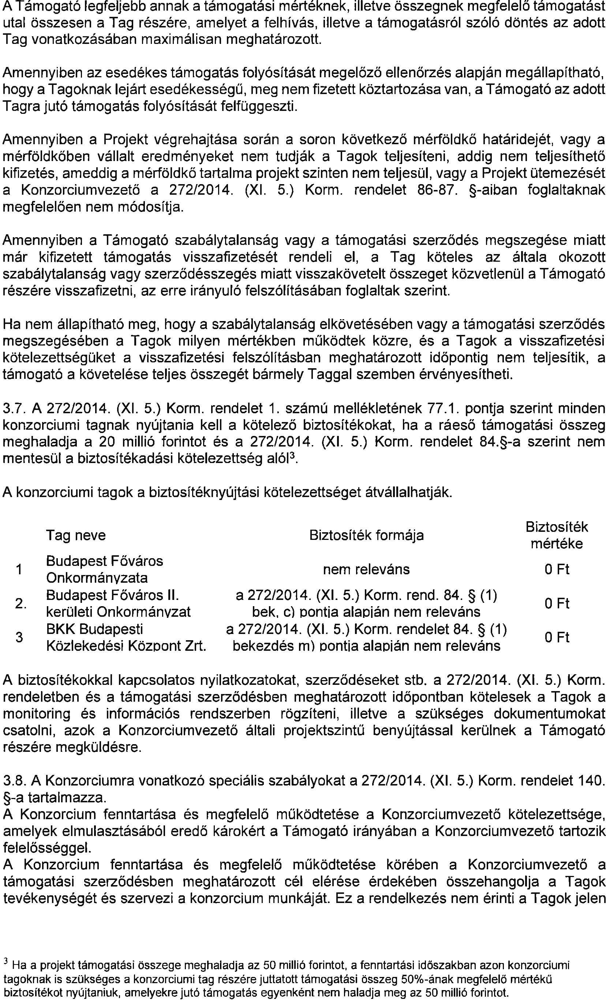 A Támogató legfeljebb annak a támogatási mértéknek, illetve összegnek megfelelő támogatást
utal összesen a Tag részére, amelyet a felhívás, illetve a támogatásról szóló döntés az adott
Tag vonatkozásában maximálisan meghatározott.
Amennyiben az esedékes támogatás folyósítását megelőző ellenőrzés alapján megállapítható,
hogy a Tagoknak lejárt esedékességű, meg nem fizetett köztartozása van, a Támogató az adott
Tagra jutó támogatás folyósítását felfüggeszti.
Amennyiben a Projekt végrehajtása során a soron következő mérföldkő határidejét, vagy a
mérföldkőben vállalt eredményeket nem tudják a Tagok teljesíteni, addig nem teljesíthető
kifizetés, ameddig a mérföldkő tartalma projekt szinten nem teljesül, vagy a Projekt ütemezését
a Konzorciumvezető a 272/2014. (XI. 5.) Korm. rendelet 86-87. §-aiban foglaltaknak
megfelelően nem módosítja.
Amennyiben a Támogató szabálytalanság vagy a támogatási szerződés megszegése miatt
már kifizetett támogatás visszafizetését rendeli el, a Tag köteles az általa okozott
szabálytalanság vagy szerződésszegés miatt visszakövetelt összeget közvetlenül a Támogató
részére visszafizetni, az erre irányuló felszólításában foglaltak szerint.
Ha nem állapítható meg, hogy a szabálytalanság elkövetésében vagy a támogatási szerződés
megszegésében a Tagok milyen mértékben működtek közre, és a Tagok a visszafizetési
kötelezettségüket a visszafizetési felszólításban meghatározott időpontig nem teljesítik, a
támogató a követelése teljes összegét bármely Taggal szemben érvényesítheti.
3.7. A 272/2014. (XI. 5.) Korm. rendelet 1. számú mellékletének 77.1. pontja szerint minden
konzorciumi tagnak nyújtania kell a kötelező biztosítékokat, ha a ráeső támogatási összeg
meghaladja a 20 millió forintot és a 272/2014. (XI. 5.) Korm. rendelet 84.§-a szerint nem
mentesül a biztosítékadási kötelezettség alól³.
A konzorciumi tagok a biztosítéknyújtási kötelezettséget átvállalhatják.
Tag neve Biztosíték formája Biztosíték
mértéke
1 Budapest Főváros
Onkormányzata nem releváns 0 Ft
2. Budapest Főváros II. a 272/2014. (XI. 5.) Korm. rend. 84. § (1)
kerületi Onkormányzat bek. c) pontja alapján nem releváns 0 Ft
3 BKK Budapesti a 272/2014. (XI. 5.) Korm. rendelet 84. § (1)
Közlekedési Központ Zrt. bekezdés m) pontja alapján nem releváns 0 Ft
A biztosítékokkal kapcsolatos nyilatkozatokat, szerződéseket stb. a 272/2014. (XI. 5.) Korm.
rendeletben és a támogatási szerződésben meghatározott időpontban kötelesek a Tagok a
monitoring és információs rendszerben rögzíteni, illetve a szükséges dokumentumokat
csatolni, azok a Konzorciumvezető általi projektszintű benyújtással kerülnek a Támogató
részére megküldésre.
3.8. A Konzorciumra vonatkozó speciális szabályokat a 272/2014. (XI. 5.) Korm. rendelet 140.
§-a tartalmazza.
A Konzorcium fenntartása és megfelelő működtetése a Konzorciumvezető kötelezettsége,
amelyek elmulasztásából eredő károkért a Támogató irányában a Konzorciumvezető tartozik
felelősséggel.
A Konzorcium fenntartása és megfelelő működtetése körében a Konzorciumvezető a
támogatási szerződésben meghatározott cél elérése érdekében összehangolja a Tagok
tevékenységét és szervezi a konzorcium munkáját. Ez a rendelkezés nem érinti a Tagok jelen
³ Ha a projekt támogatási összege meghaladja az 50 millió forintot, a fenntartási időszakban azon konzorciumi
tagoknak is szükséges a konzorciumi tag részére juttatott támogatási összeg 50%-ának megfelelő mértékű
biztosítékot nyújtaniuk, amelyekre jutó támogatás egyenként nem haladja meg az 50 millió forintot.